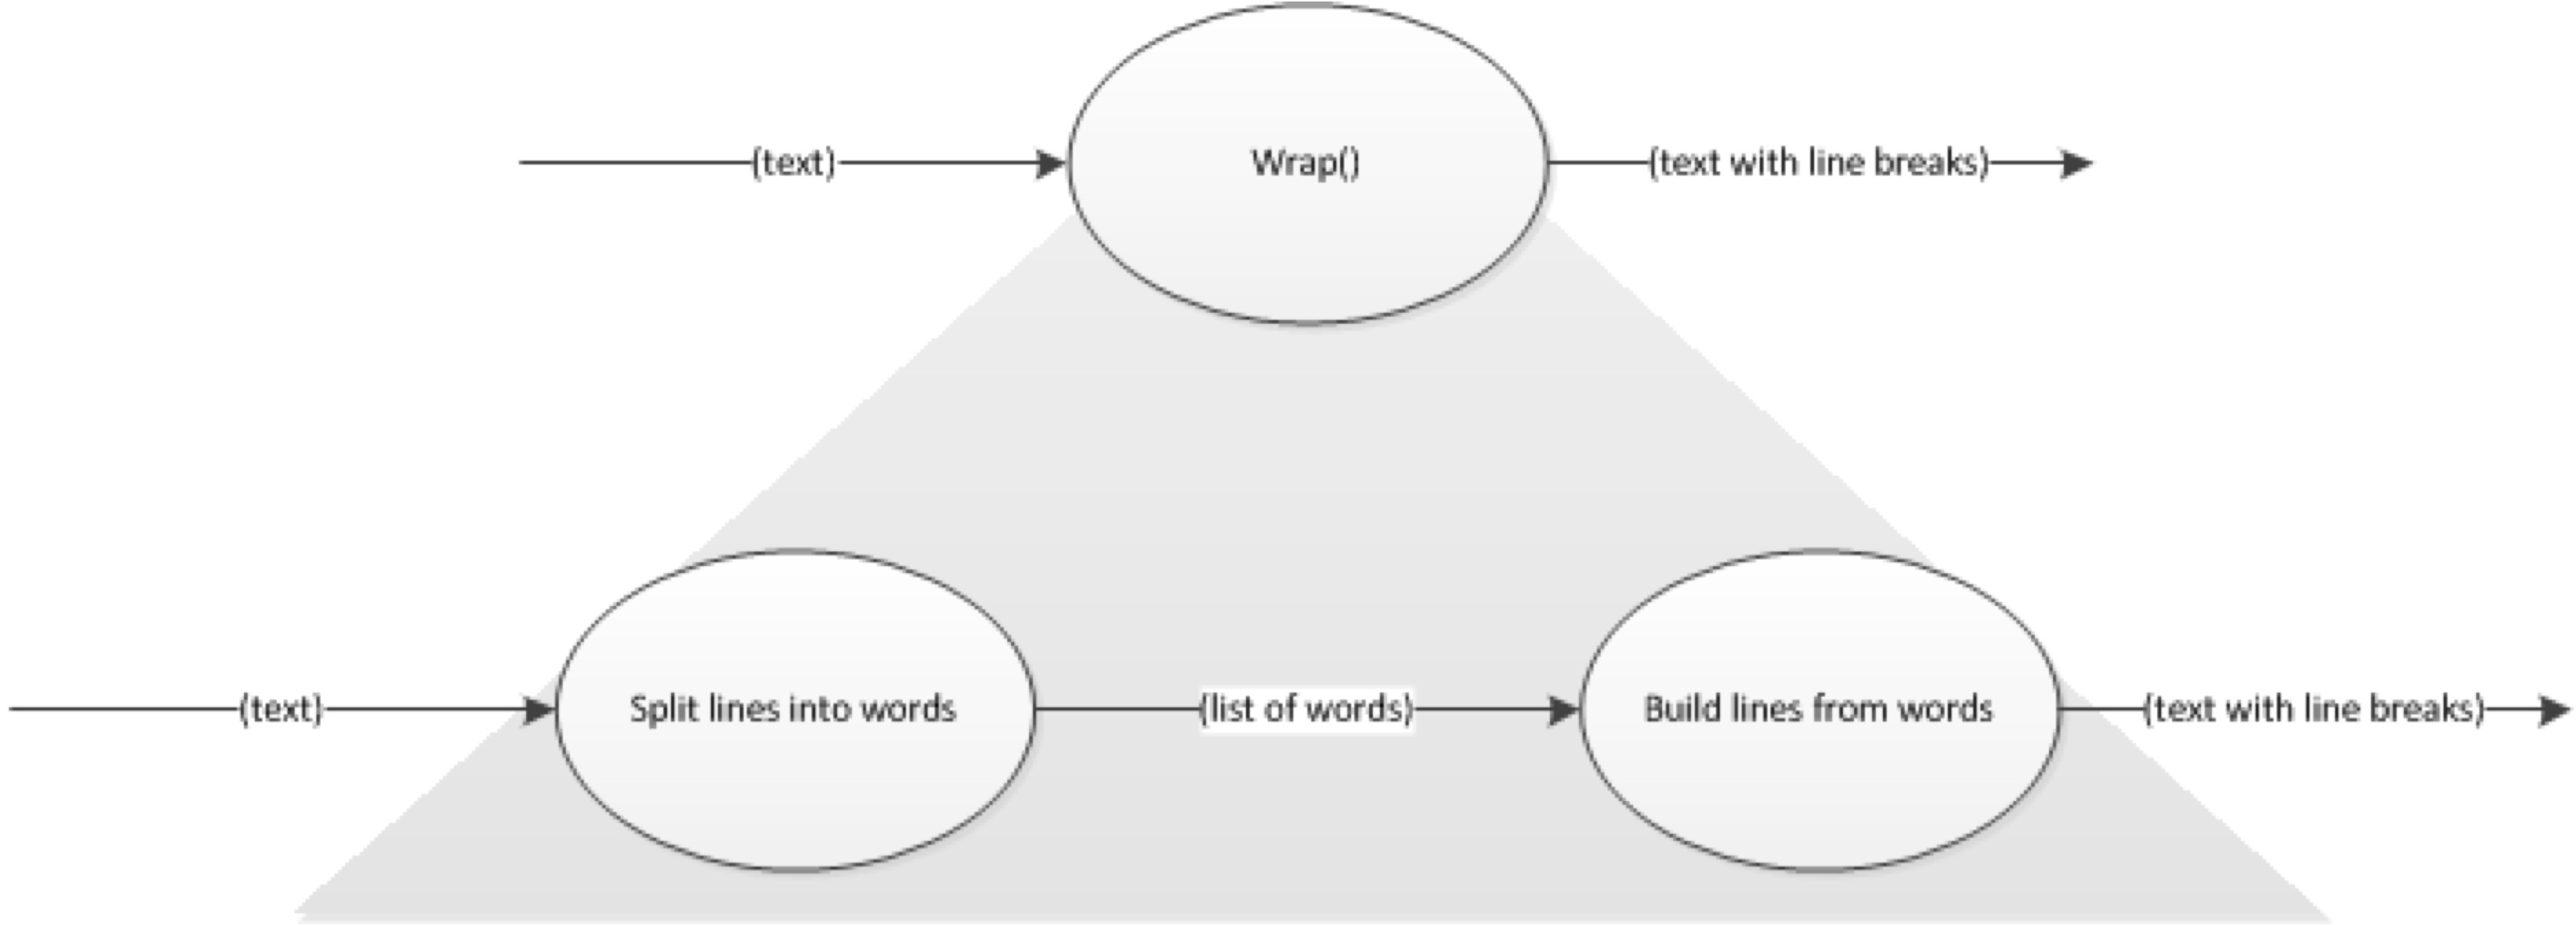 (text)
Wrap()
(text with line breaks)
(text)
Split lines into words
(list of words)
Build lines from words
(text with line breaks)